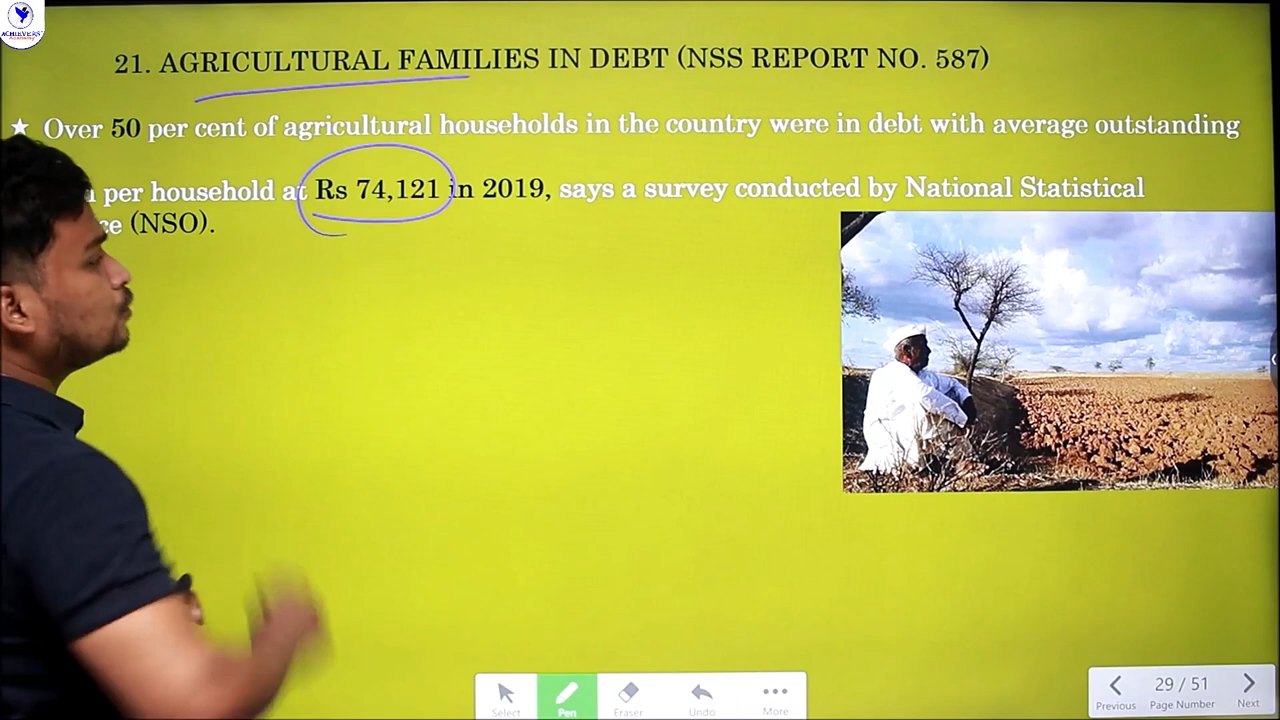 ACHIEVERS
Academy
21. AGRICULTURAL FAMILIES IN DEBT (NSS REPORT NO. 587)
★ Over 50 per cent of agricultural households in the country were in debt with average outstanding
per household at Rs 74,121 in 2019, says a survey conducted by National Statistical
(NSO).
Select
Pen
Eraser
Undo
More
29 / 51
Previous
Page Number
Next